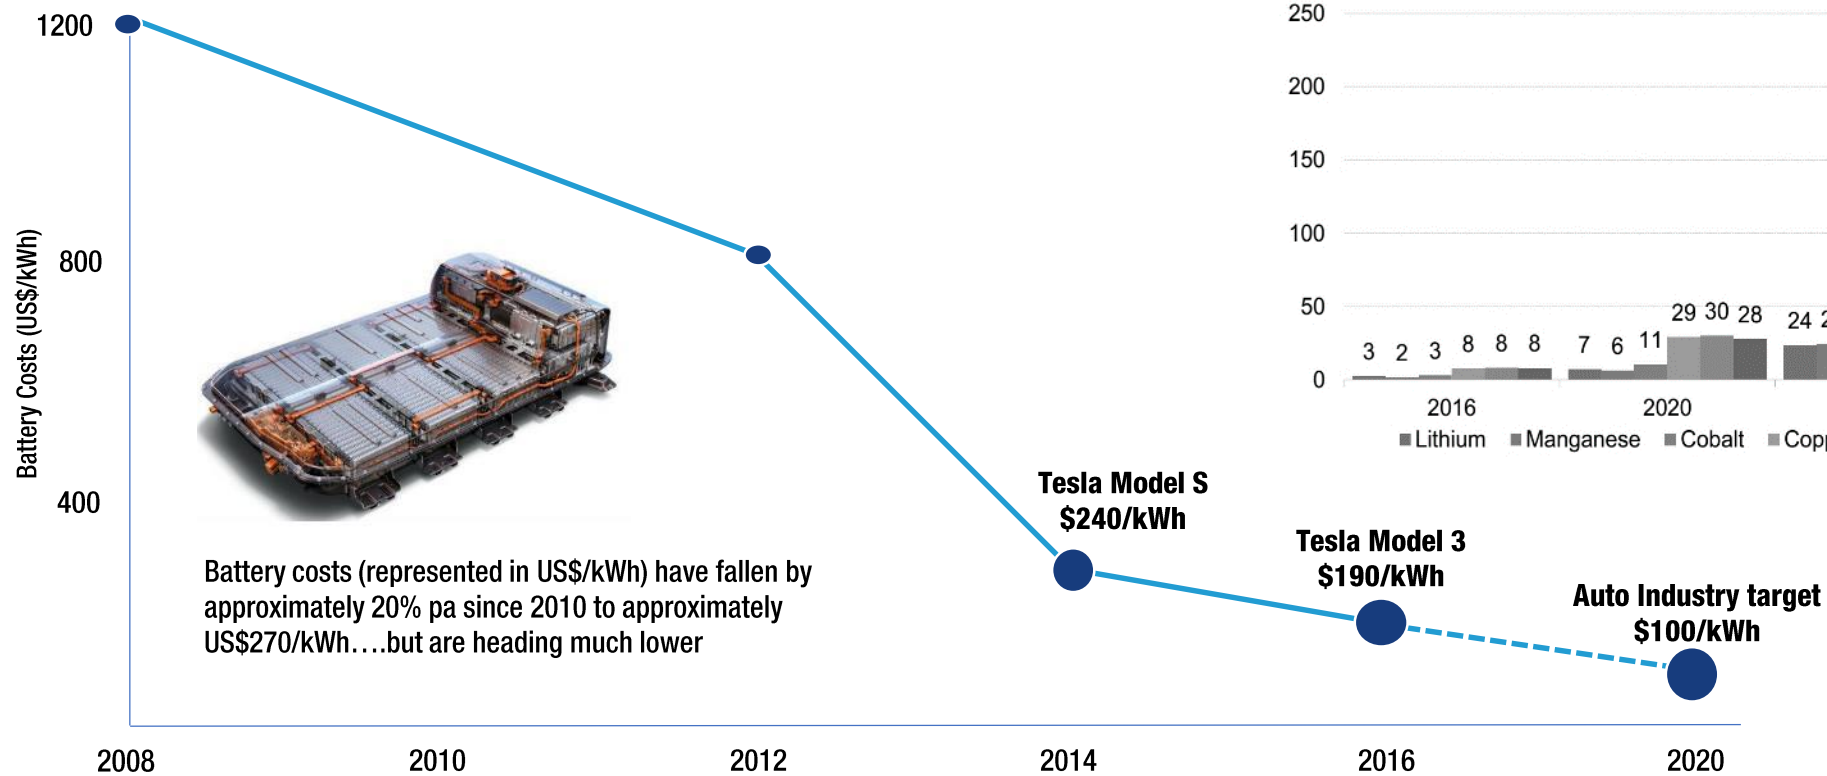 1200
800
400
Battery Costs (US$/kWh)
Battery costs (represented in US$/kWh) have fallen by
approximately 20% pa since 2010 to approximately
US$270/kWh….but are heading much lower
Tesla Model S
$240/kWh
Tesla Model 3
$190/kWh
Auto Industry target
$100/kWh
2008 2010 2012 2014 2016 2020
250
200
150
100
50
0
3 2 3 8 8 8 7 6 11 29 30 28 24
2016 2020
Lithium Manganese Cobalt